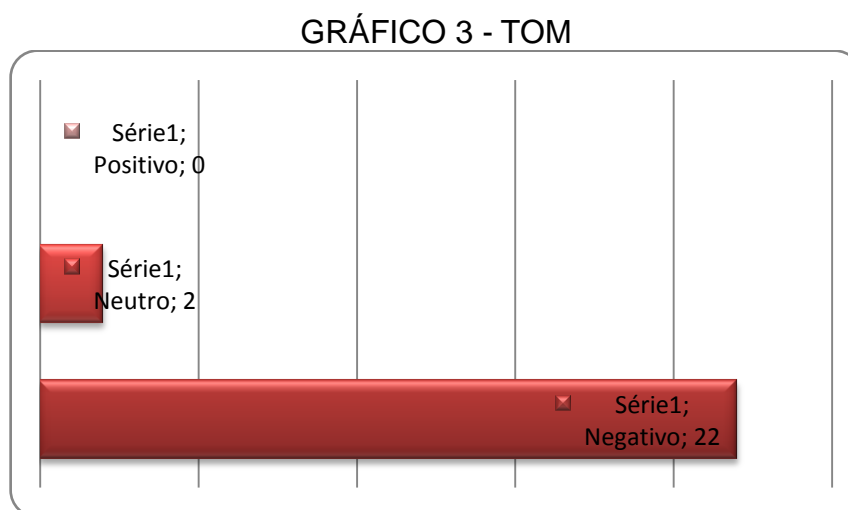 GRÁFICO 3 - TOM
Série1;
Positivo; 0
Série1;
Neutro; 2
Série1;
Negativo; 22